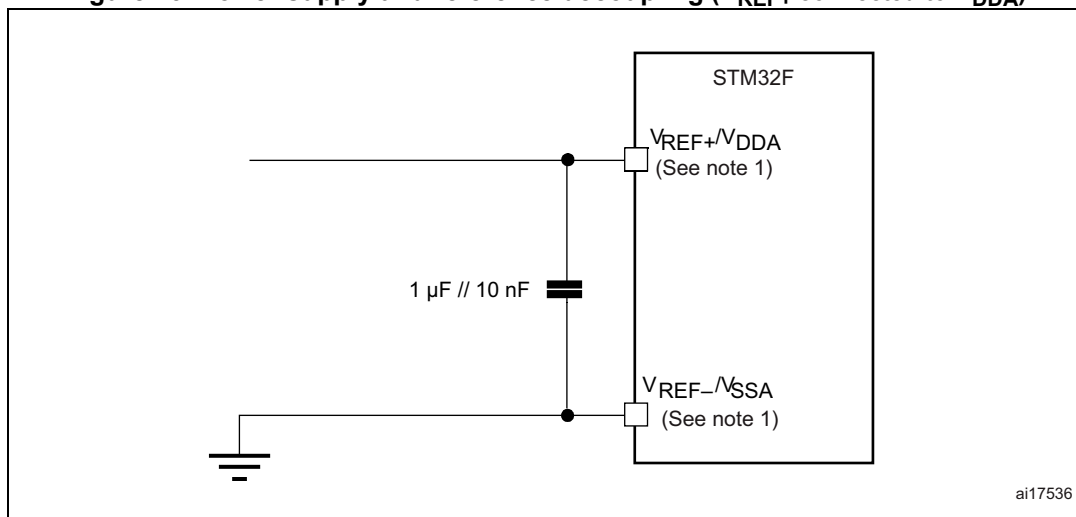 STM32F
VREF+/VDDA
(See note 1)
1 µF // 10 nF
VREF–/VSSA
(See note 1)
ai17536